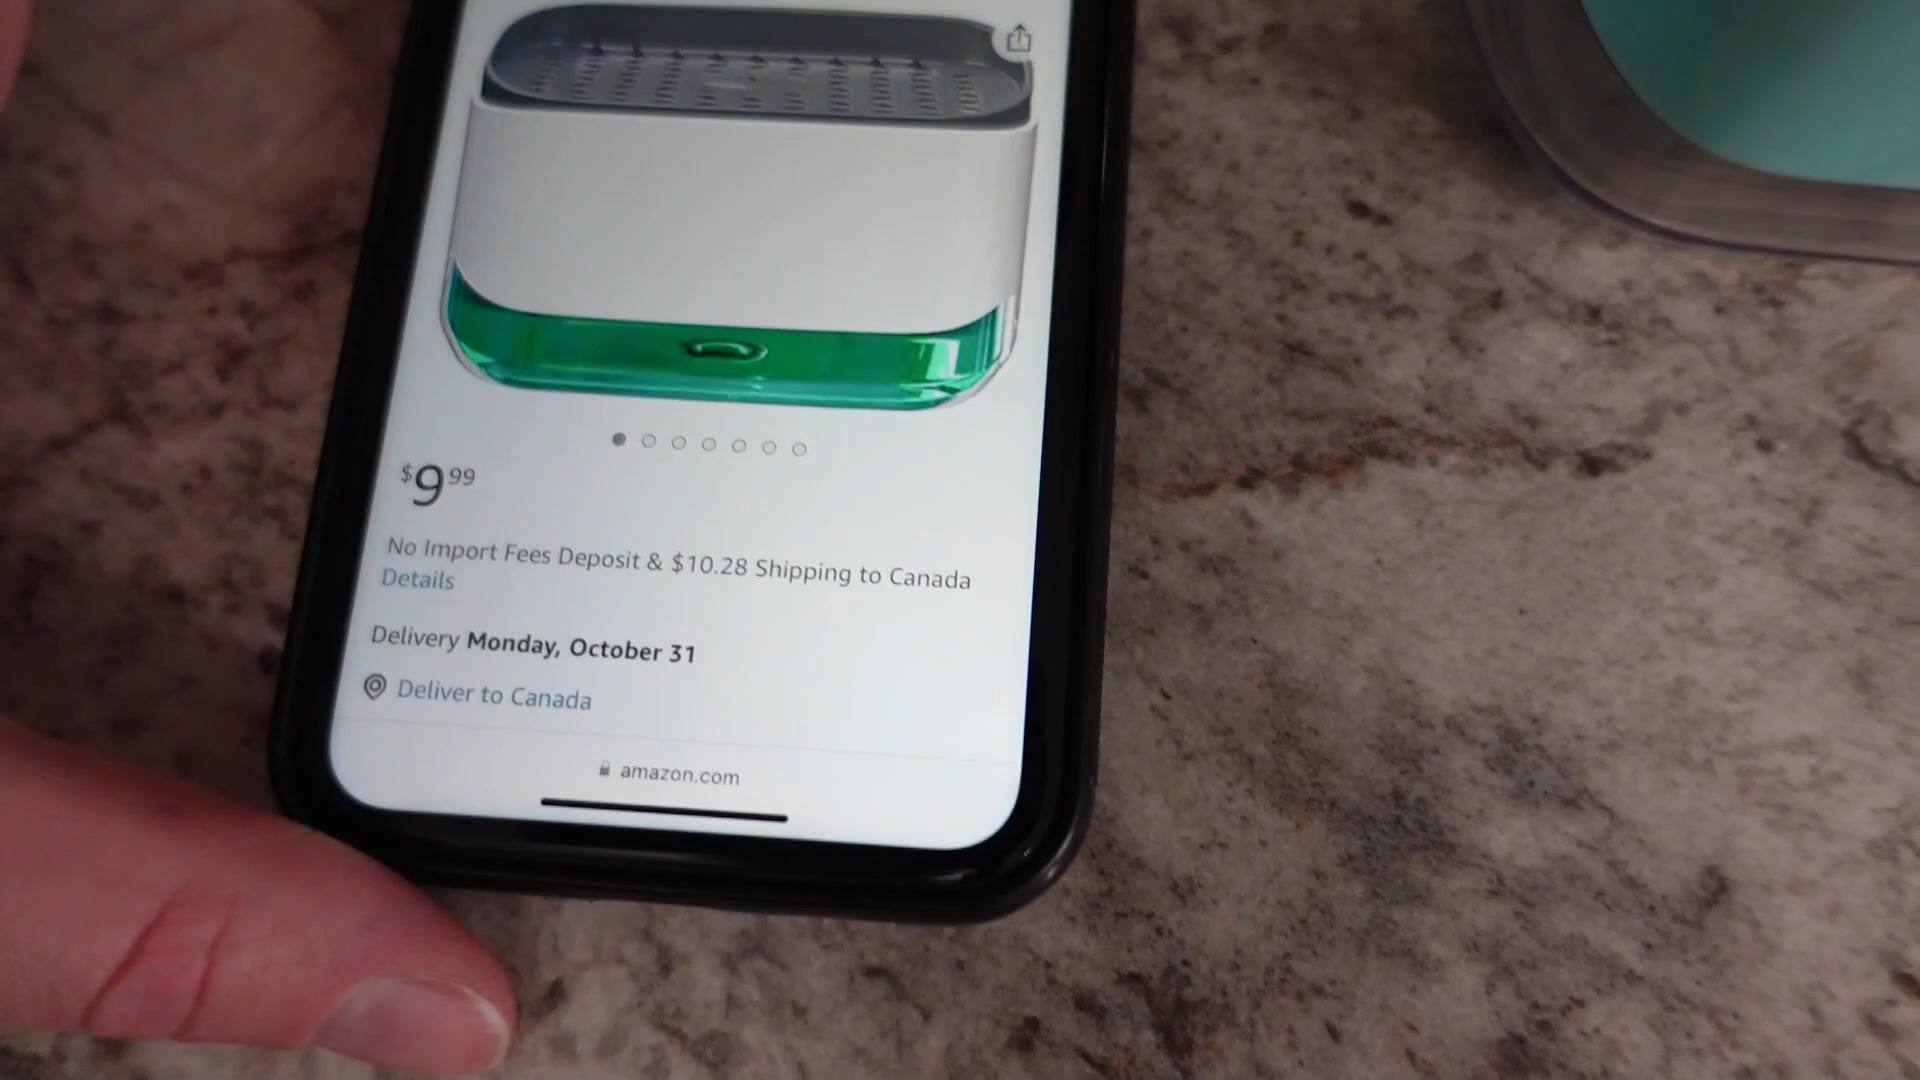 $9 99
No Import Fees Deposit & $10.28 Shipping to Canada
Details
Delivery Monday, October 31
Deliver to Canada
amazon.com